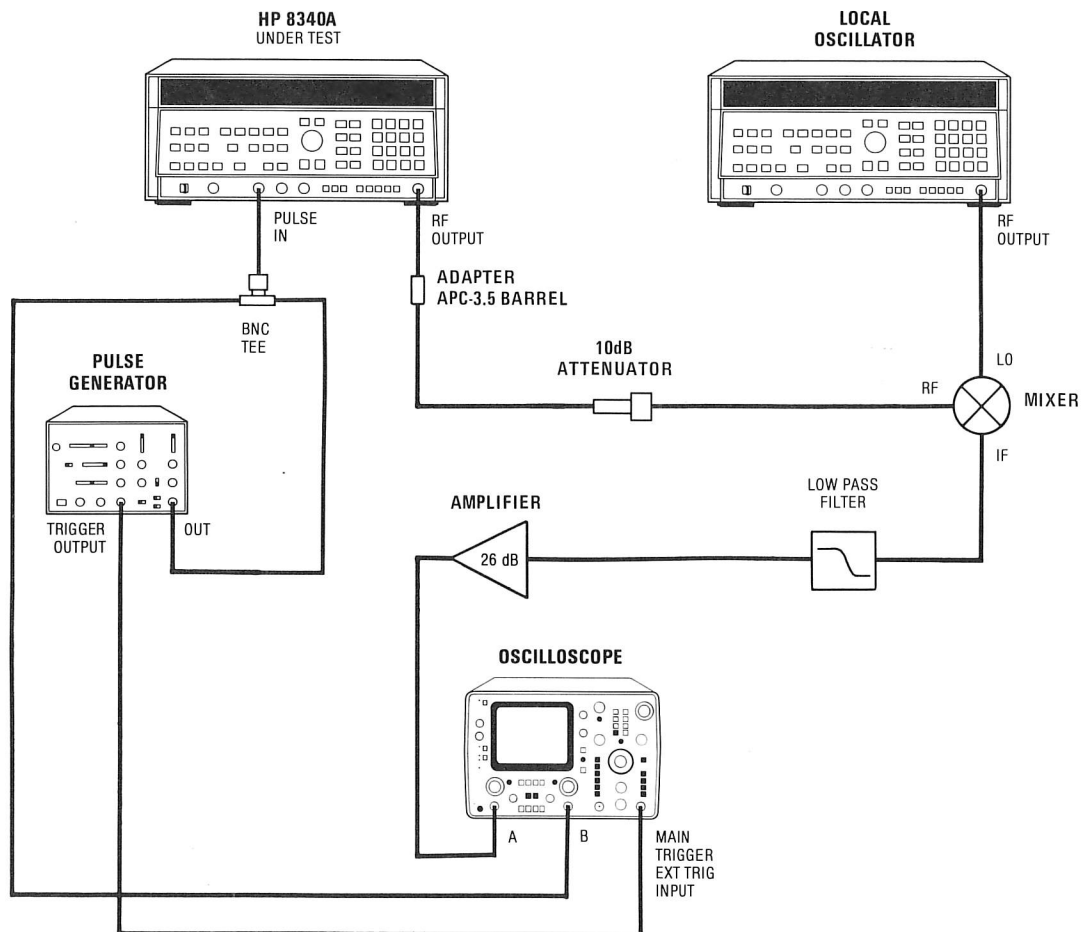 HP 8340A
UNDER TEST
LOCAL
OSCILLATOR
PULSE
IN
RF
OUTPUT
RF
OUTPUT
ADAPTER
APC-3.5 BARREL
BNC
TEE
10dB
ATTENUATOR
PULSE
GENERATOR
LO
RF
MIXER
IF
LOW PASS
FILTER
AMPLIFIER
26 dB
TRIGGER
OUTPUT
OUT
OSCILLOSCOPE
A
B
MAIN
TRIGGER
EXT TRIG
INPUT